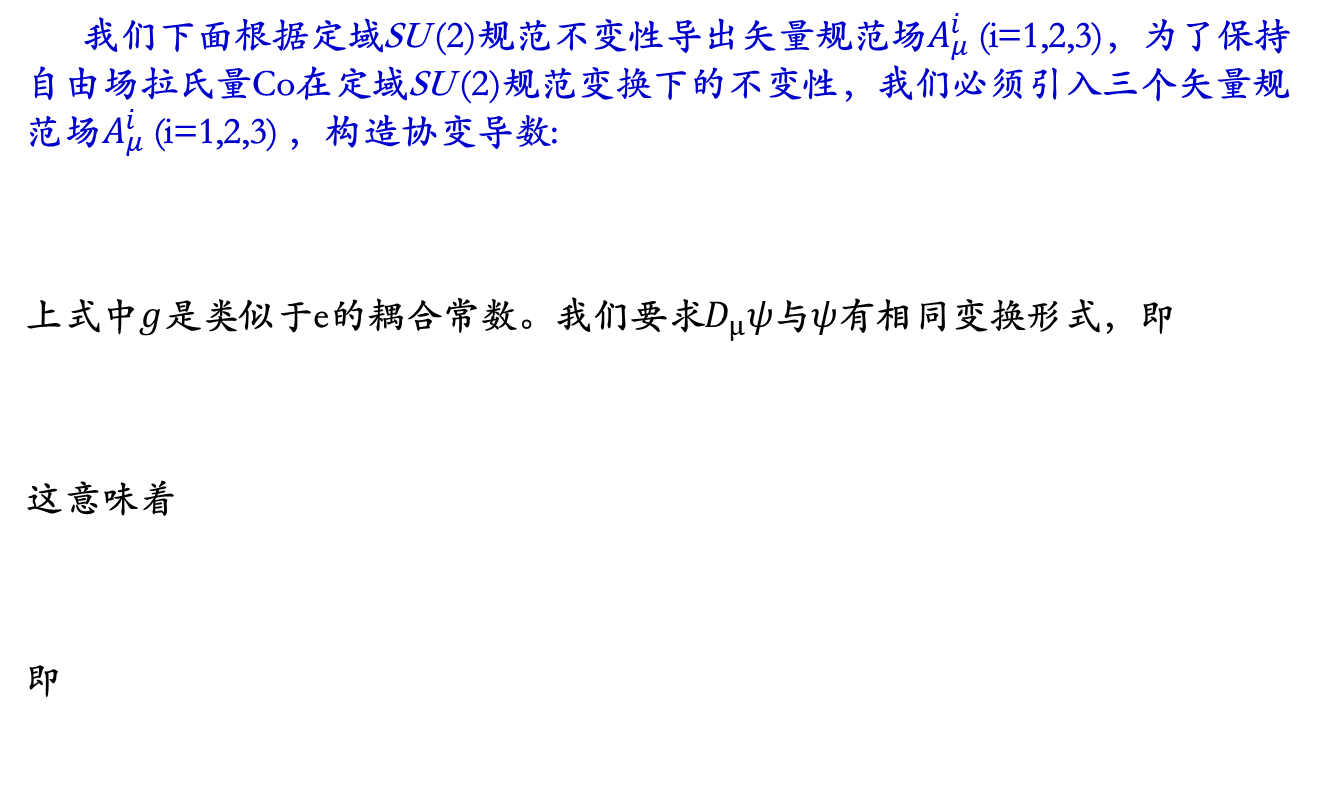 我们下面根据定域SU(2)规范不变性导出矢量规范场A^i_μ (i=1,2,3)，为了保持
自由场拉氏量Co在定域SU(2)规范变换下的不变性，我们必须引入三个矢量规
范场A^i_μ (i=1,2,3) ，构造协变导数:
上式中g是类似于e的耦合常数。我们要求D_μψ与ψ有相同变换形式，即
这意味着
即